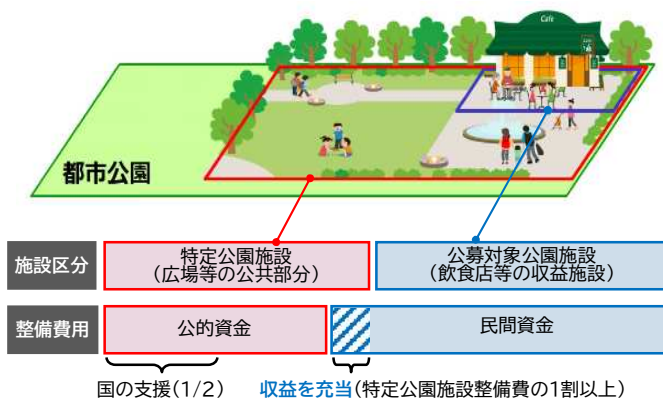 Cafe
都市公園
施設区分
特定公園施設
(広場等の公共部分)
公募対象公園施設
(飲食店等の収益施設)
整備費用
公的資金
民間資金
国の支援(1/2)
収益を充当(特定公園施設整備費の1割以上)